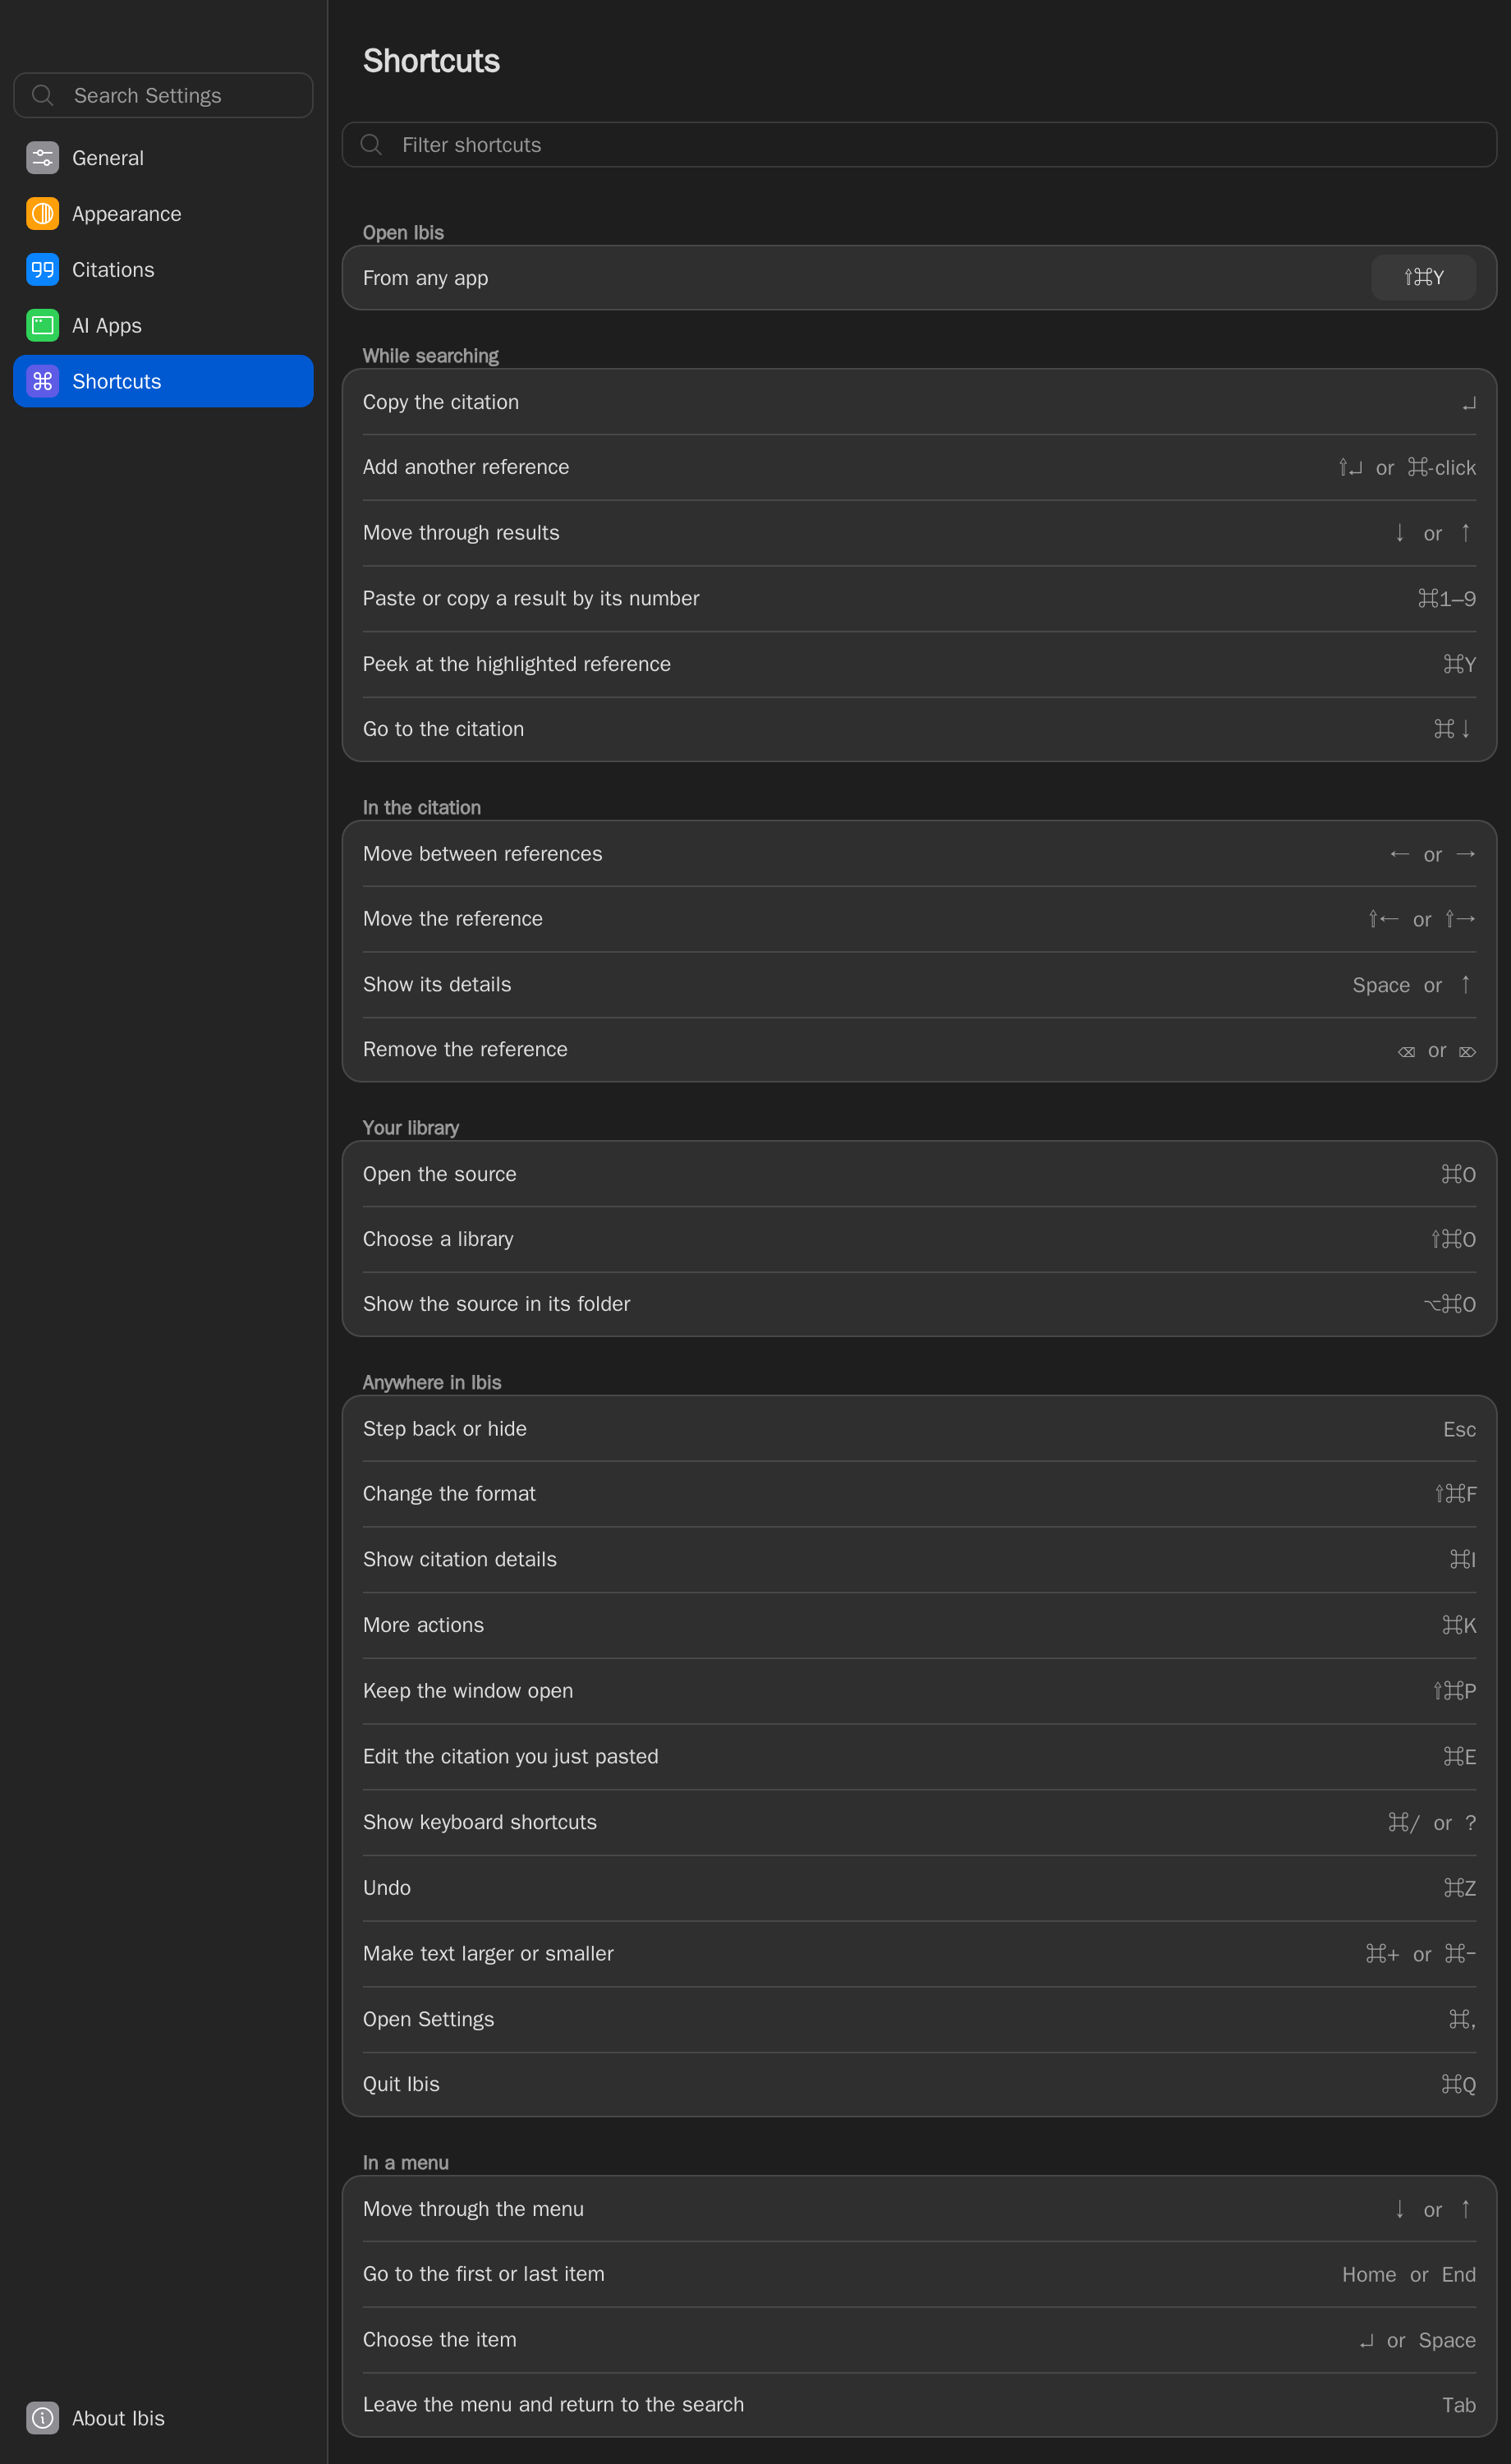 Search Settings
General
Appearance
Citations
AI Apps
Shortcuts
About Ibis
Shortcuts
Filter shortcuts
Open Ibis
From any app ⇧⌘Y
While searching
Copy the citation ↵
Add another reference ⇧↵ or ⌘-click
Move through results ↓ or ↑
Paste or copy a result by its number ⌘1–9
Peek at the highlighted reference ⌘Y
Go to the citation ⌘↓
In the citation
Move between references ← or →
Move the reference ⇧← or ⇧→
Show its details Space or ↑
Remove the reference ⌫ or ⌦
Your library
Open the source ⌘O
Choose a library ⇧⌘O
Show the source in its folder ⌥⌘O
Anywhere in Ibis
Step back or hide Esc
Change the format ⇧⌘F
Show citation details ⌘I
More actions ⌘K
Keep the window open ⇧⌘P
Edit the citation you just pasted ⌘E
Show keyboard shortcuts ⌘/ or ?
Undo ⌘Z
Make text larger or smaller ⌘+ or ⌘−
Open Settings ⌘,
Quit Ibis ⌘Q
In a menu
Move through the menu ↓ or ↑
Go to the first or last item Home or End
Choose the item ↵ or Space
Leave the menu and return to the search Tab